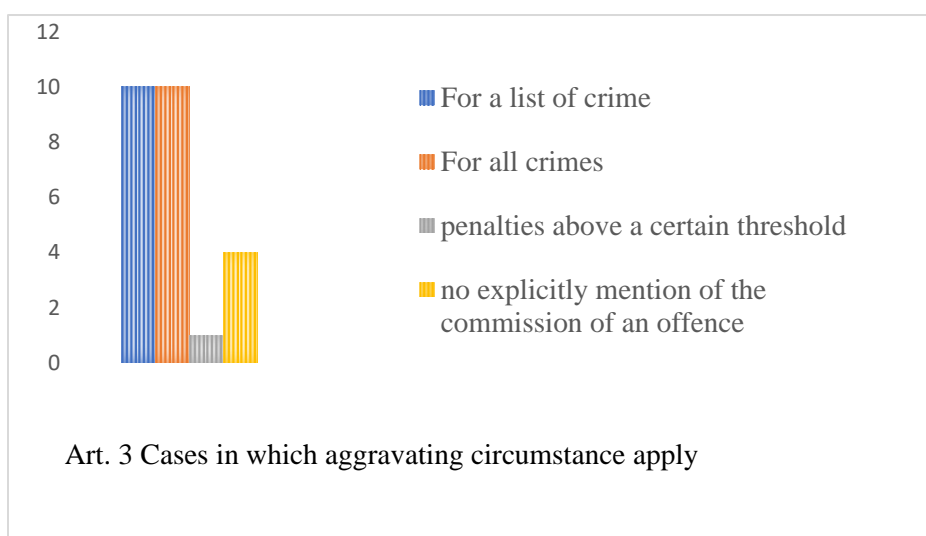 12
10
8
6
4
2
0
For a list of crime
For all crimes
penalties above a certain threshold
no explicitly mention of the
commission of an offence
Art. 3 Cases in which aggravating circumstance apply